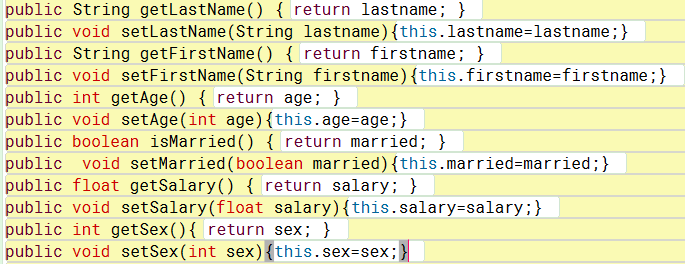 public String getLastName() { return lastname; }
public void setLastName(String lastname){this.lastname=lastname;}
public String getFirstName() { return firstname; }
public void setFirstName(String firstname){this.firstname=firstname;}
public int getAge() { return age; }
public void setAge(int age){this.age=age;}
public boolean isMarried() { return married; }
public  void setMarried(boolean married){this.married=married;}
public float getSalary() { return salary; }
public void setSalary(float salary){this.salary=salary;}
public int getSex(){ return sex; }
public void setSex(int sex){this.sex=sex;}